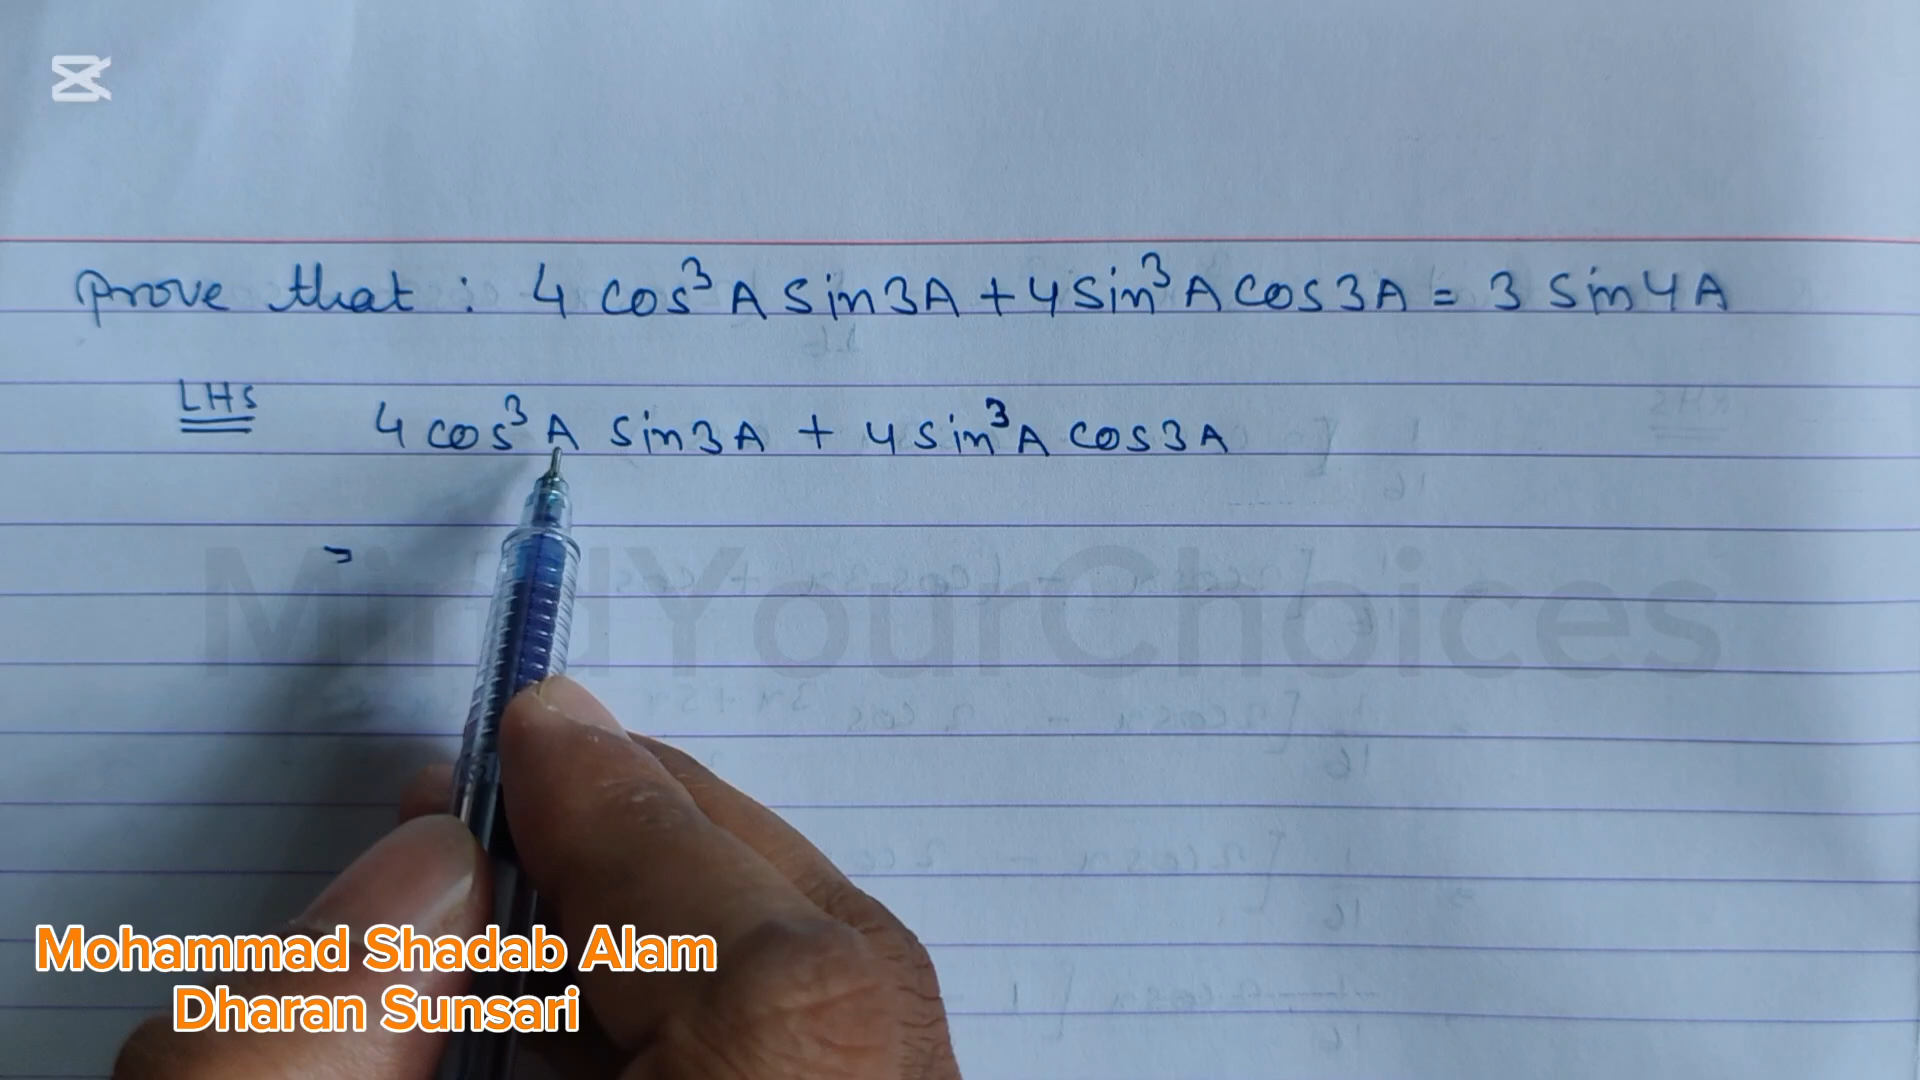 prove that : 4 cos³A sin3A + 4 sin³A cos3A = 3 sin4A
LHS 4 cos³A sin3A + 4 sin³A cos3A
MindYourChoices
Mohammad Shadab Alam
Dharan Sunsari